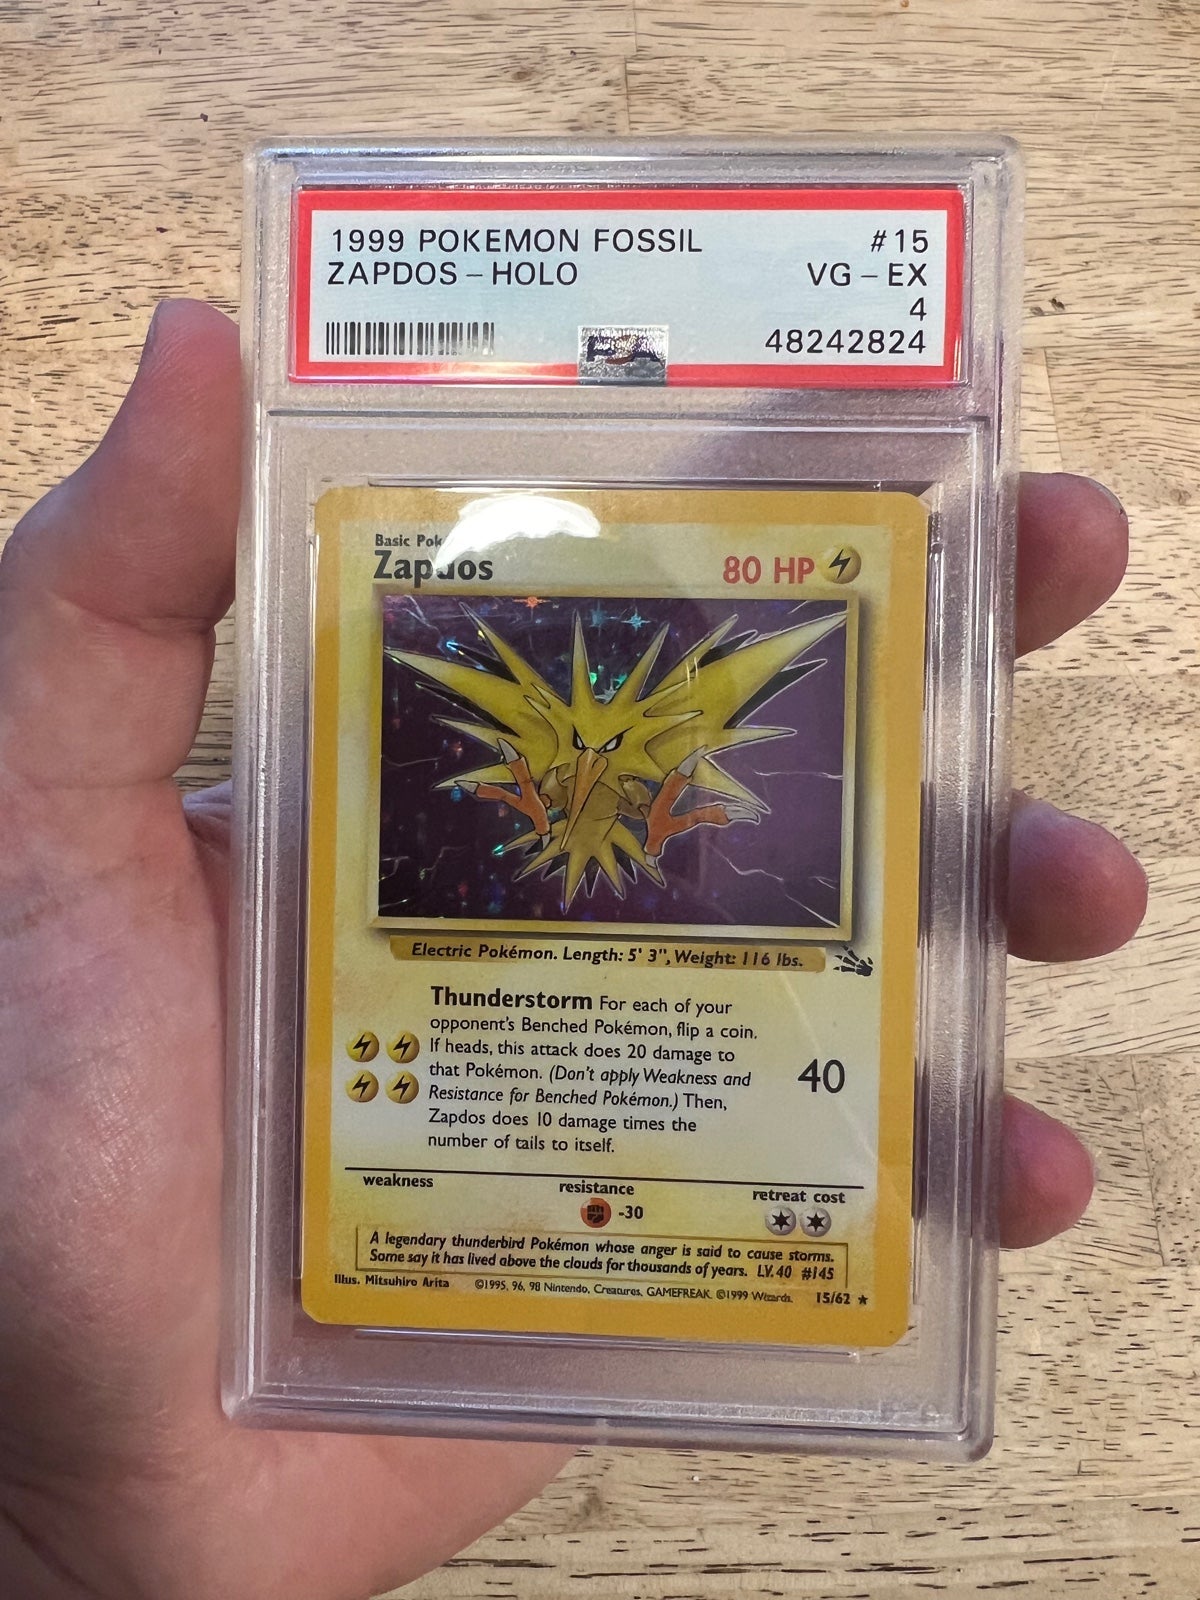 1999 POKEMON FOSSIL #15
ZAPDOS - HOLO VG - EX
4
48242824
Basic
Zapdos 80 HP
Electric Pokémon. Length: 5' 3", Weight: 116 lbs.
Thunderstorm For each of your
opponent's Benched Pokémon, flip a coin.
If heads, this attack does 20 damage to
that Pokémon. (Don't apply Weakness and
Resistance for Benched Pokémon.) Then,
Zapdos does 10 damage times the
number of tails to itself.
40
weakness resistance retreat cost
-30
A legendary thunderbird Pokémon whose anger is said to cause storms.
Some say it has lived above the clouds for thousands of years. LV. 40 #145
Illus. Mitsuhiro Arita ©1995, 96, 98 Nintendo, Creatures, GAMEFREAK. ©1999 Wizards. 15/62